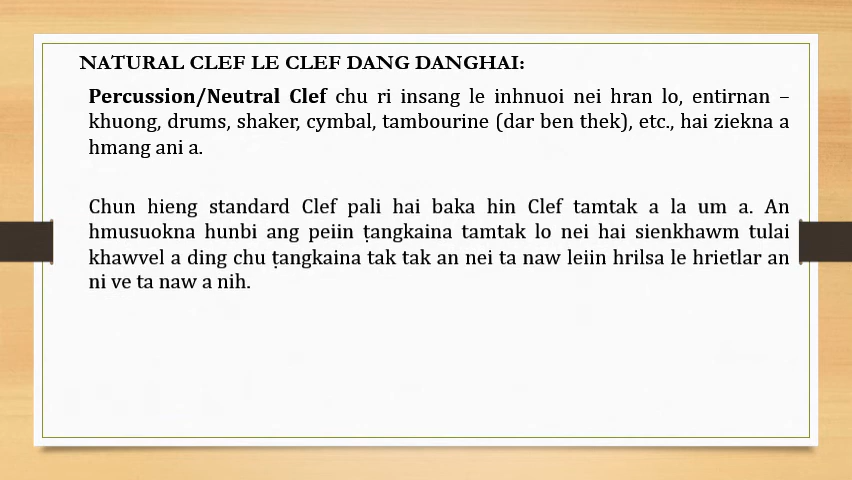 NATURAL CLEF LE CLEF DANG DANGHAI:
Percussion/Neutral Clef chu ri insang le inhnuoi nei hran lo, entirnan –
khuong, drums, shaker, cymbal, tambourine (dar ben thek), etc., hai ziekna a
hmang ani a.
Chun hieng standard Clef pali hai baka hin Clef tamtak a la um a. An
hmusuokna hunbi ang peiin ṭangkaina tamtak lo nei hai sienkhawm tulai
khawvel a ding chu ṭangkaina tak tak an nei ta naw leiin hrilsa le hrietlar an
ni ve ta naw a nih.